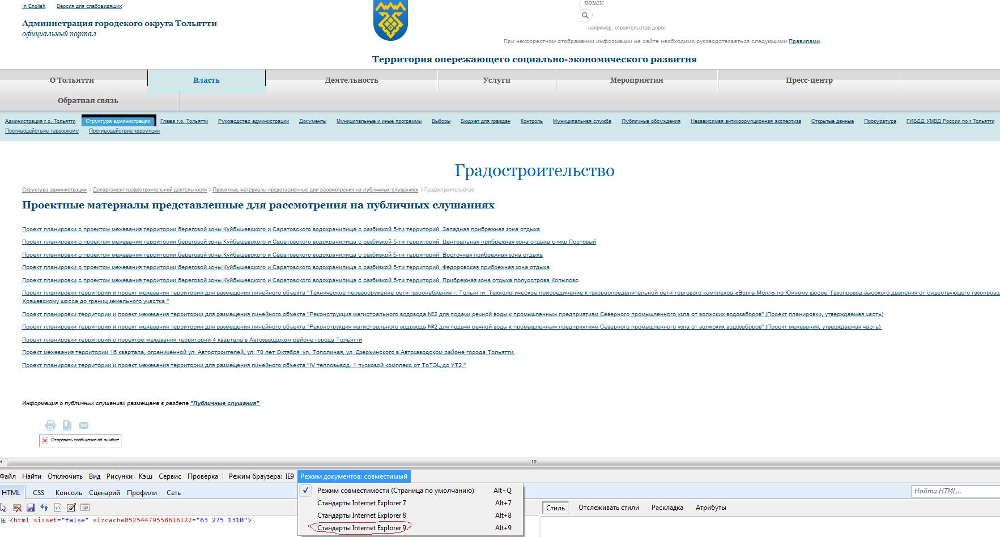 In English Версия для слабовидящих
поиск
Администрация городского округа Тольятти
официальный портал
например: строительство дорог
При некорректном отображении информации на сайте необходимо руководствоваться следующими Правилами.
Территория опережающего социально-экономического развития
О Тольятти Власть Деятельность Услуги Мероприятия Пресс-центр
Обратная связь
Администрация г.о. Тольятти Структура администрации Глава г.о. Тольятти Руководство администрации Документы Муниципальные и иные программы Выборы Бюджет для граждан Контроль Муниципальная служба Публичные обсуждения Независимая антикоррупционная экспертиза Открытые данные Прокуратура ГИБДД УМВД России по г.Тольятти
Противодействие терроризму Противодействие коррупции
Градостроительство
Структура администрации > Департамент градостроительной деятельности > Проектные материалы представленные для рассмотрения на публичных слушаниях > Градостроительство
Проектные материалы представленные для рассмотрения на публичных слушаниях
Проект планировки с проектом межевания территории береговой зоны Куйбышевского и Саратовского водохранилища с разбивкой 5-ти территорий. Западная прибрежная зона отдыха
Проект планировки с проектом межевания территории береговой зоны Куйбышевского и Саратовского водохранилища с разбивкой 5-ти территорий. Центральная прибрежная зона отдыха с мкр.Портовый
Проект планировки с проектом межевания территории береговой зоны Куйбышевского и Саратовского водохранилища с разбивкой 5-ти территорий. Восточная прибрежная зона отдыха
Проект планировки с проектом межевания территории береговой зоны Куйбышевского и Саратовского водохранилища с разбивкой 5-ти территорий. Федоровская прибрежная зона отдыха
Проект планировки с проектом межевания территории береговой зоны Куйбышевского и Саратовского водохранилища с разбивкой 5-ти территорий. Прибрежная зона отдыха полуострова Копылово
Проект планировки территории и проект межевания территории для размещения линейного объекта "Техническое перевооружение сети газоснабжения г. Тольятти. Технологическое присоединение к газораспределительной сети торгового комплекса «Волга-Молл» по Южному шоссе. Газопровод высокого давления от существующего газопрово
Хрящевскому шоссе до границ земельного участка "
Проект планировки территории и проект межевания территории для размещения линейного объекта "Реконструкция магистрального водовода №2 для подачи речной воды к промышленным предприятиям Северного промышленного узла от волжских водозаборов" (Проект планировки, утверждаемая часть)
Проект планировки территории и проект межевания территории для размещения линейного объекта "Реконструкция магистрального водовода №2 для подачи речной воды к промышленным предприятиям Северного промышленного узла от волжских водозаборов" (Проект межевания, утверждаемая часть)
Проект планировки территории с проектом межевания территории 4 квартала в Автозаводском районе города Тольятти
Проект межевания территории 16 квартала, ограниченной ул. Автостроителей, ул. 70 лет Октября, ул. Тополиная, ул. Дзержинского в Автозаводском районе города Тольятти.
Проект планировки территории и проект межевания территории для размещения линейного объекта "IV тепловывод. 1 пусковой комплекс от ТоТЭЦ до УТ2 "
Информация о публичных слушаниях размещена в разделе "Публичные слушания"
Отправить сообщение об ошибке
Файл Найти Отключить Вид Рисунки Кэш Сервис Проверка Режим браузера: IE9 Режим документов: совместимый
HTML CSS Консоль Сценарий Профили Сеть
Найти HTML...
Режим совместимости (Страница по умолчанию) Alt+Q
Стандарты Internet Explorer 7 Alt+7
Стандарты Internet Explorer 8 Alt+8
Стандарты Internet Explorer 9 Alt+9
Стиль Отслеживать стили Раскладка Атрибуты
<html sizset="false" sizcache05254479558616122="63 275 1310">